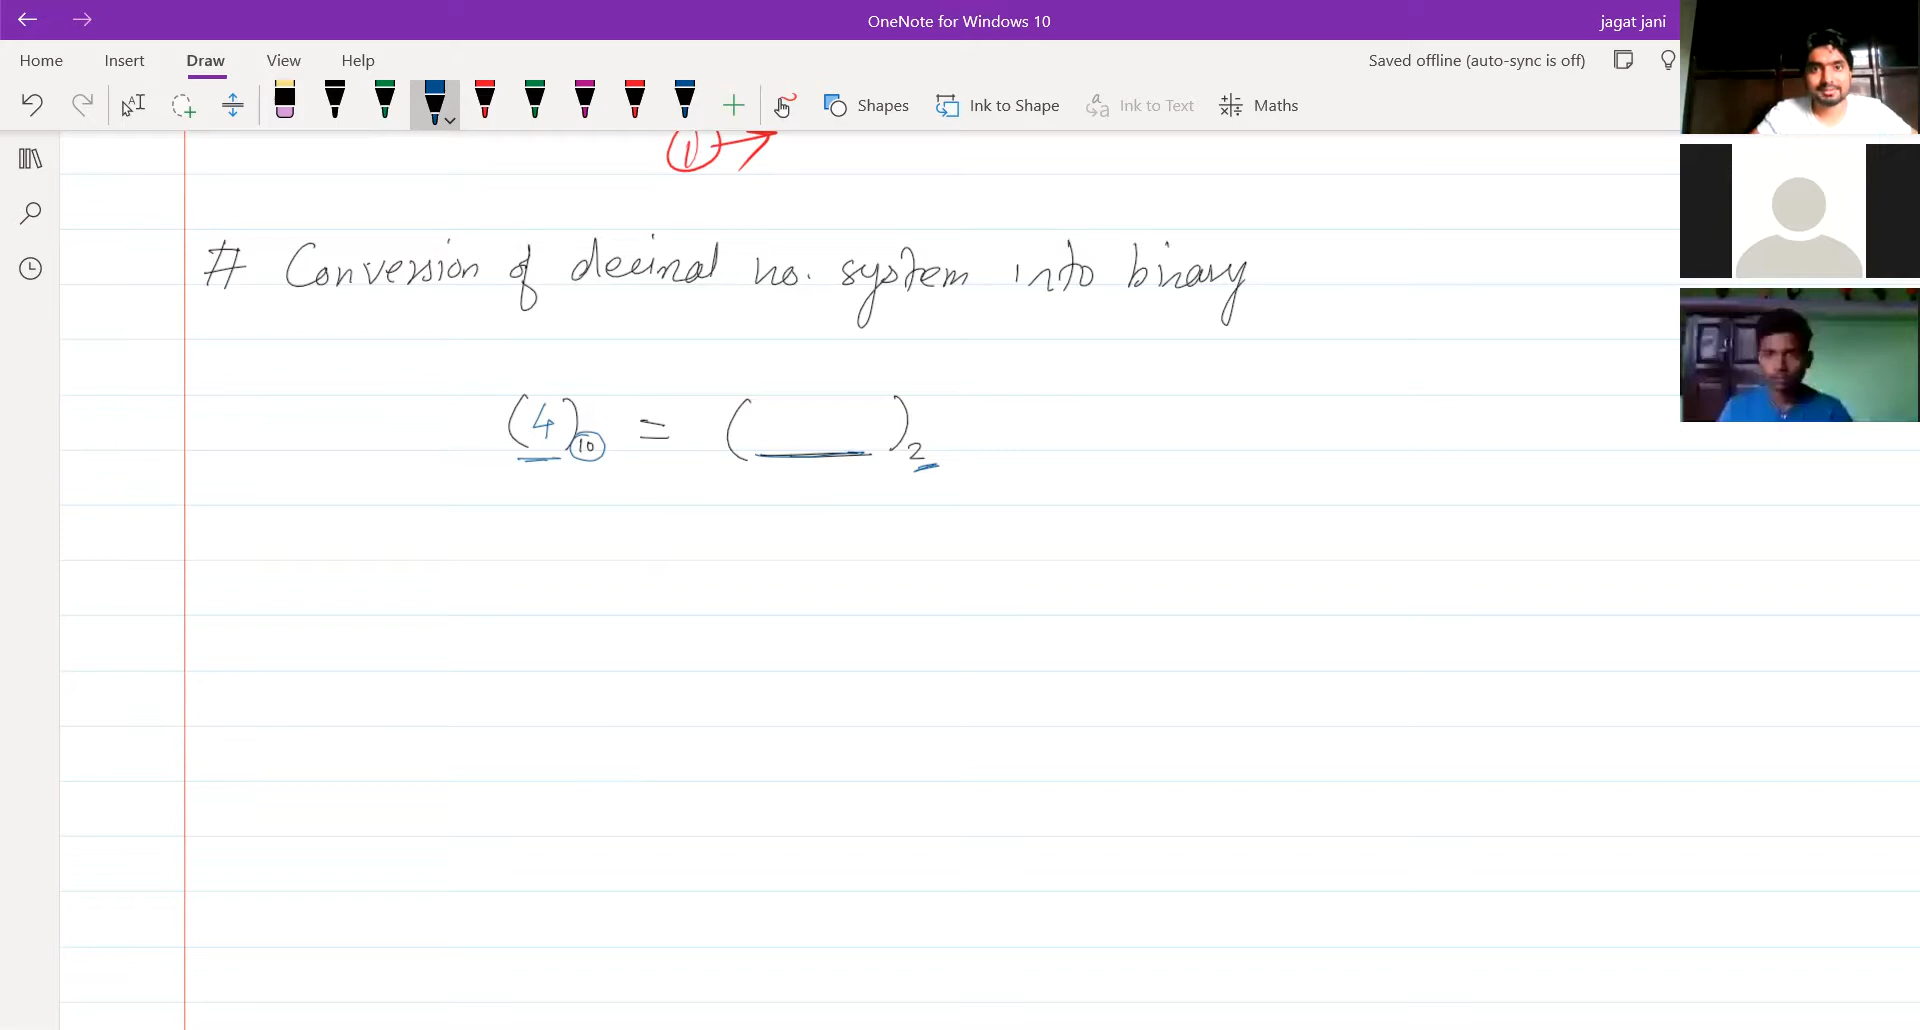 OneNote for Windows 10
jagat jani
Home Insert Draw View Help
Saved offline (auto-sync is off)
Shapes Ink to Shape Ink to Text Maths
1
# Conversion of decimal no. system into binary
(4)10 = (____)2